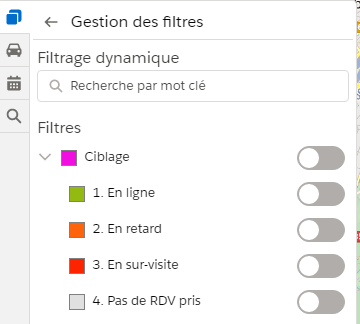 Gestion des filtres
Filtrage dynamique
Recherche par mot clé
Filtres
Ciblage
1. En ligne
2. En retard
3. En sur-visite
4. Pas de RDV pris